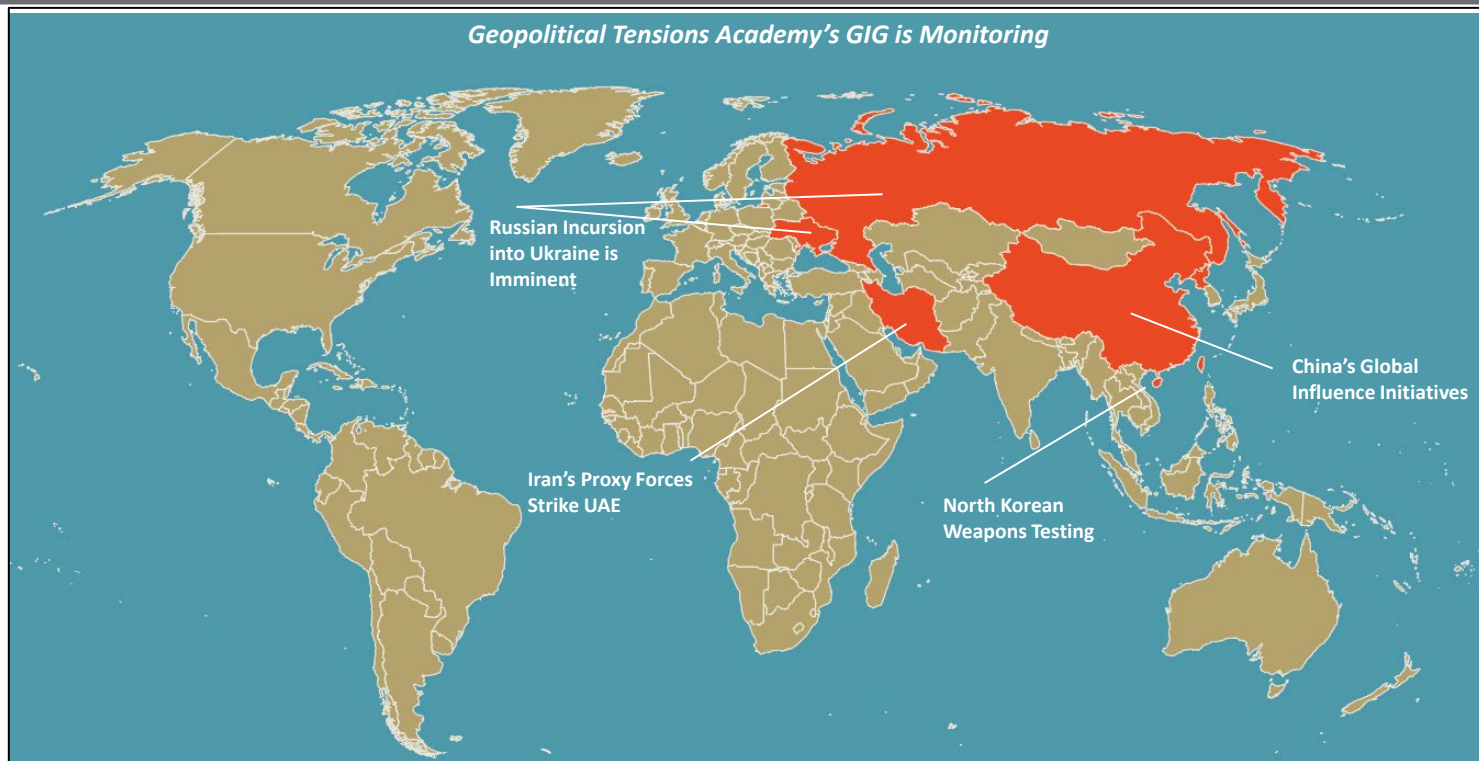 Geopolitical Tensions Academy’s GIG is Monitoring
Russian Incursion
into Ukraine is
Imminent
China’s Global
Influence Initiatives
Iran’s Proxy Forces
Strike UAE
North Korean
Weapons Testing